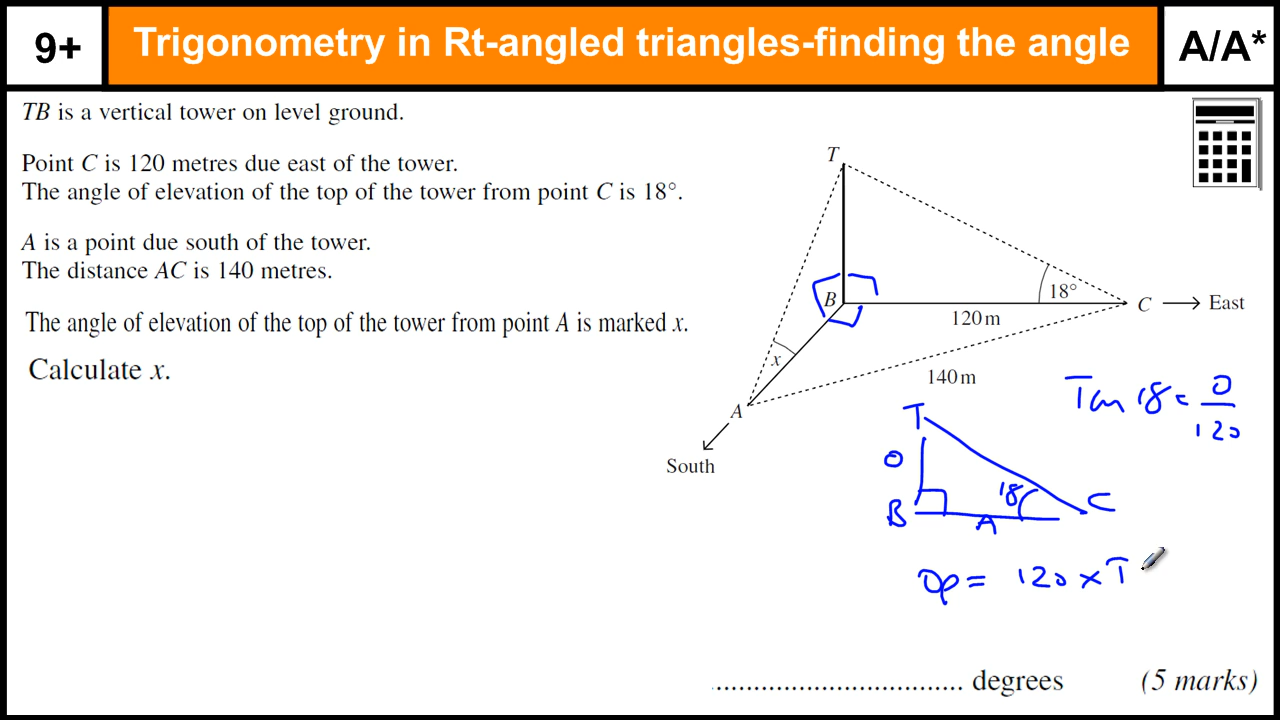 9+
Trigonometry in Rt-angled triangles-finding the angle
A/A*
TB is a vertical tower on level ground.
Point C is 120 metres due east of the tower.
The angle of elevation of the top of the tower from point C is 18°.
A is a point due south of the tower.
The distance AC is 140 metres.
The angle of elevation of the top of the tower from point A is marked x.
Calculate x.
T
B
18°
C
East
120 m
x
140 m
A
South
Tan 18 = O
120
T
O
18
C
B
A
Op = 120 × T
................................. degrees
(5 marks)